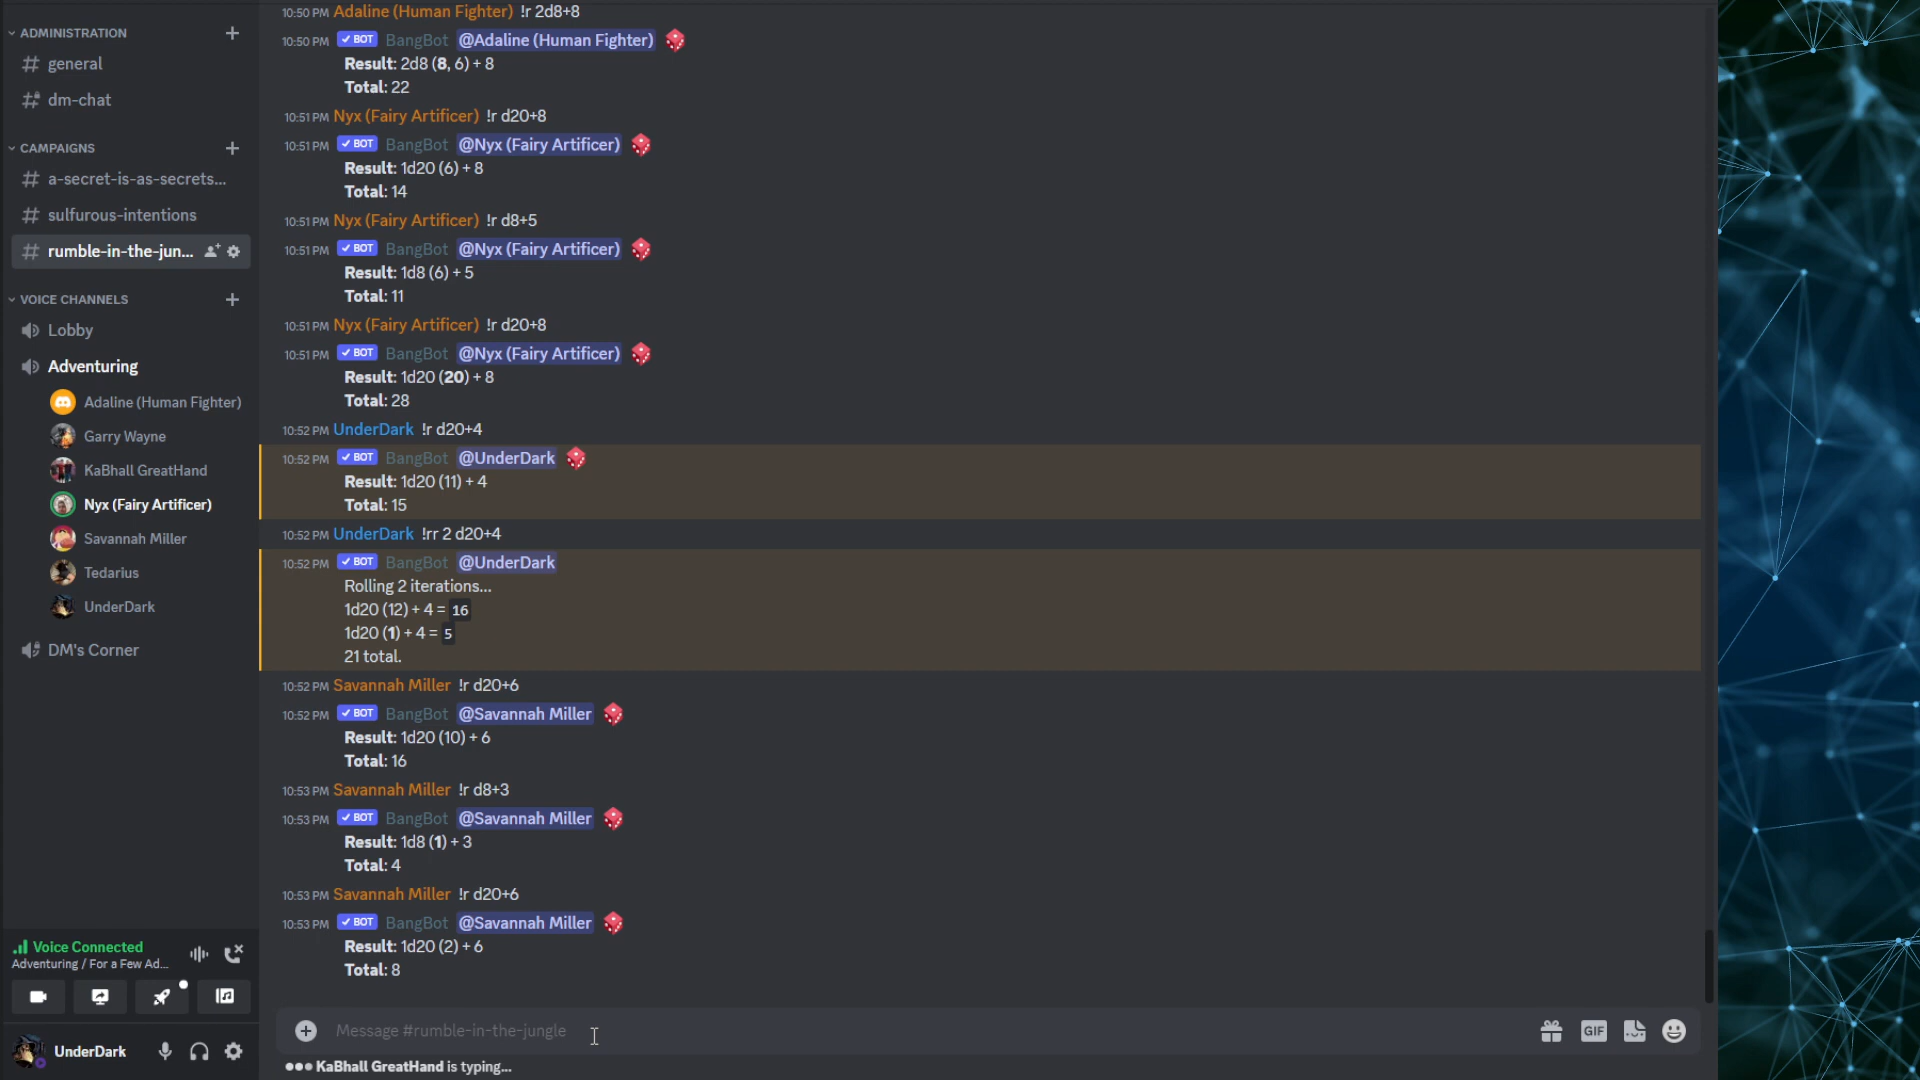 ADMINISTRATION
general
dm-chat
CAMPAIGNS
a-secret-is-as-secrets...
sulfurous-intentions
rumble-in-the-jun...
VOICE CHANNELS
Lobby
Adventuring
Adaline (Human Fighter)
Garry Wayne
KaBhall GreatHand
Nyx (Fairy Artificer)
Savannah Miller
Tedarius
UnderDark
DM's Corner
Voice Connected
Adventuring / For a Few Ad...
UnderDark
10:50 PM Adaline (Human Fighter) !r 2d8+8
10:50 PM BOT BangBot @Adaline (Human Fighter)
Result: 2d8 (8, 6) + 8
Total: 22
10:51 PM Nyx (Fairy Artificer) !r d20+8
10:51 PM BOT BangBot @Nyx (Fairy Artificer)
Result: 1d20 (6) + 8
Total: 14
10:51 PM Nyx (Fairy Artificer) !r d8+5
10:51 PM BOT BangBot @Nyx (Fairy Artificer)
Result: 1d8 (6) + 5
Total: 11
10:51 PM Nyx (Fairy Artificer) !r d20+8
10:51 PM BOT BangBot @Nyx (Fairy Artificer)
Result: 1d20 (20) + 8
Total: 28
10:52 PM UnderDark !r d20+4
10:52 PM BOT BangBot @UnderDark
Result: 1d20 (11) + 4
Total: 15
10:52 PM UnderDark !rr 2 d20+4
10:52 PM BOT BangBot @UnderDark
Rolling 2 iterations...
1d20 (12) + 4 = 16
1d20 (1) + 4 = 5
21 total.
10:52 PM Savannah Miller !r d20+6
10:52 PM BOT BangBot @Savannah Miller
Result: 1d20 (10) + 6
Total: 16
10:53 PM Savannah Miller !r d8+3
10:53 PM BOT BangBot @Savannah Miller
Result: 1d8 (1) + 3
Total: 4
10:53 PM Savannah Miller !r d20+6
10:53 PM BOT BangBot @Savannah Miller
Result: 1d20 (2) + 6
Total: 8
Message #rumble-in-the-jungle
GIF
KaBhall GreatHand is typing...